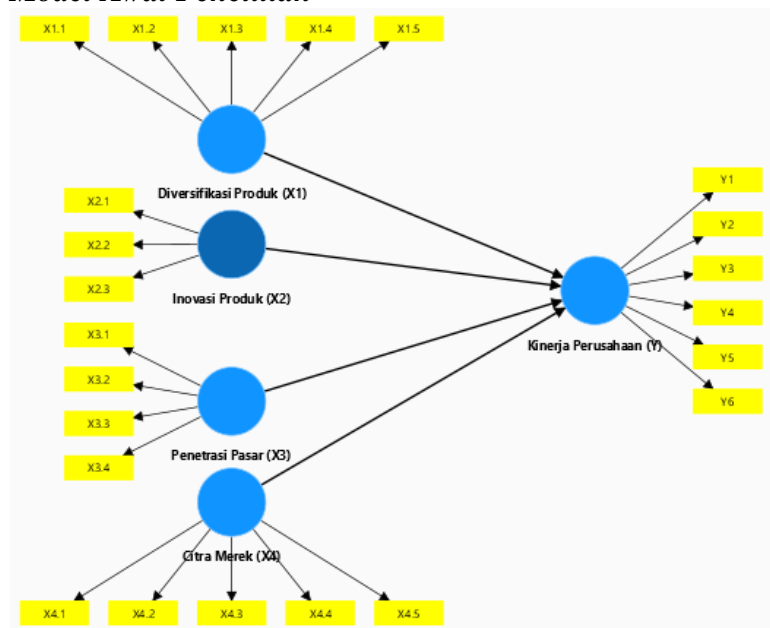 X1.1 X1.2 X1.3 X1.4 X1.5
Diversifikasi Produk (X1)
X2.1
X2.2
X2.3
Inovasi Produk (X2)
X3.1
X3.2
X3.3
X3.4
Penetrasi Pasar (X3)
Citra Merek (X4)
X4.1 X4.2 X4.3 X4.4 X4.5
Kinerja Perusahaan (Y)
Y1
Y2
Y3
Y4
Y5
Y6